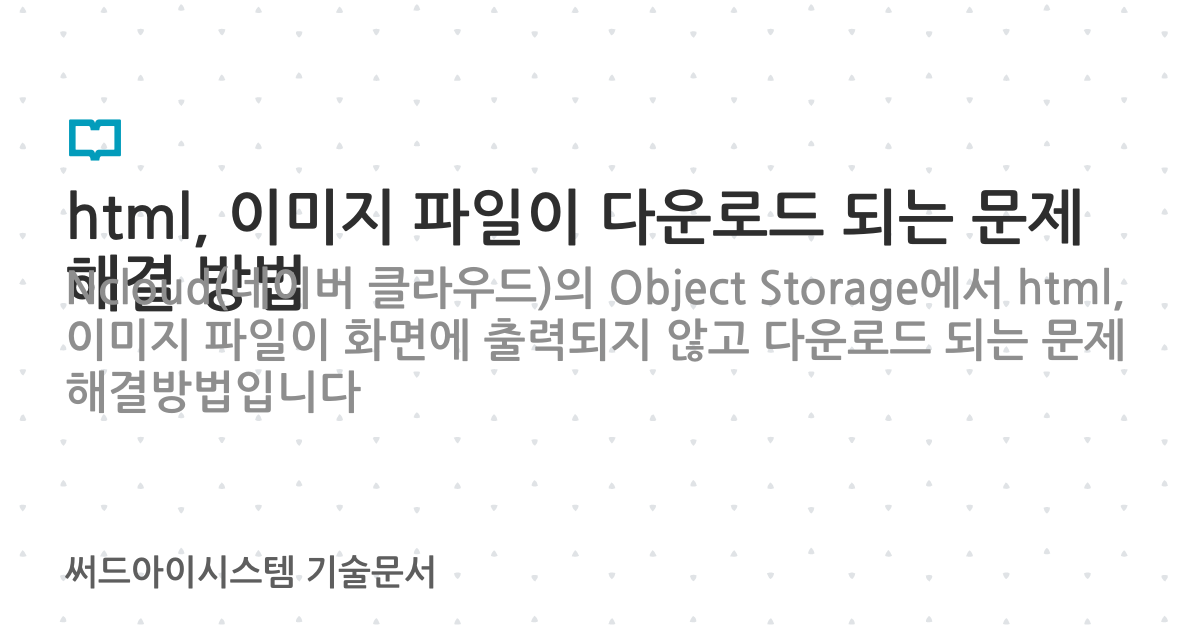 html, 이미지 파일이 다운로드 되는 문제
해결 방법
Ncloud(네이버 클라우드)의 Object Storage에서 html,
이미지 파일이 화면에 출력되지 않고 다운로드 되는 문제
해결방법입니다
써드아이시스템 기술문서